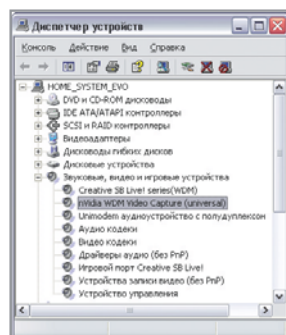 Диспетчер устройств
Консоль Действие Вид Справка
HOME_SYSTEM_EVO
DVD и CD-ROM дисководы
IDE ATA/ATAPI контроллеры
SCSI и RAID контроллеры
Видеоадаптеры
Дисководы гибких дисков
Дисковые устройства
Звуковые, видео и игровые устройства
Creative SB Live! series(WDM)
nVidia WDM Video Capture (universal)
Unimodem аудиоустройство с полудуплексон
Аудио кодеки
Видео кодеки
Драйверы аудио (без PnP)
Игровой порт Creative SB Live!
Устройства записи видео (без PnP)
Устройство управления